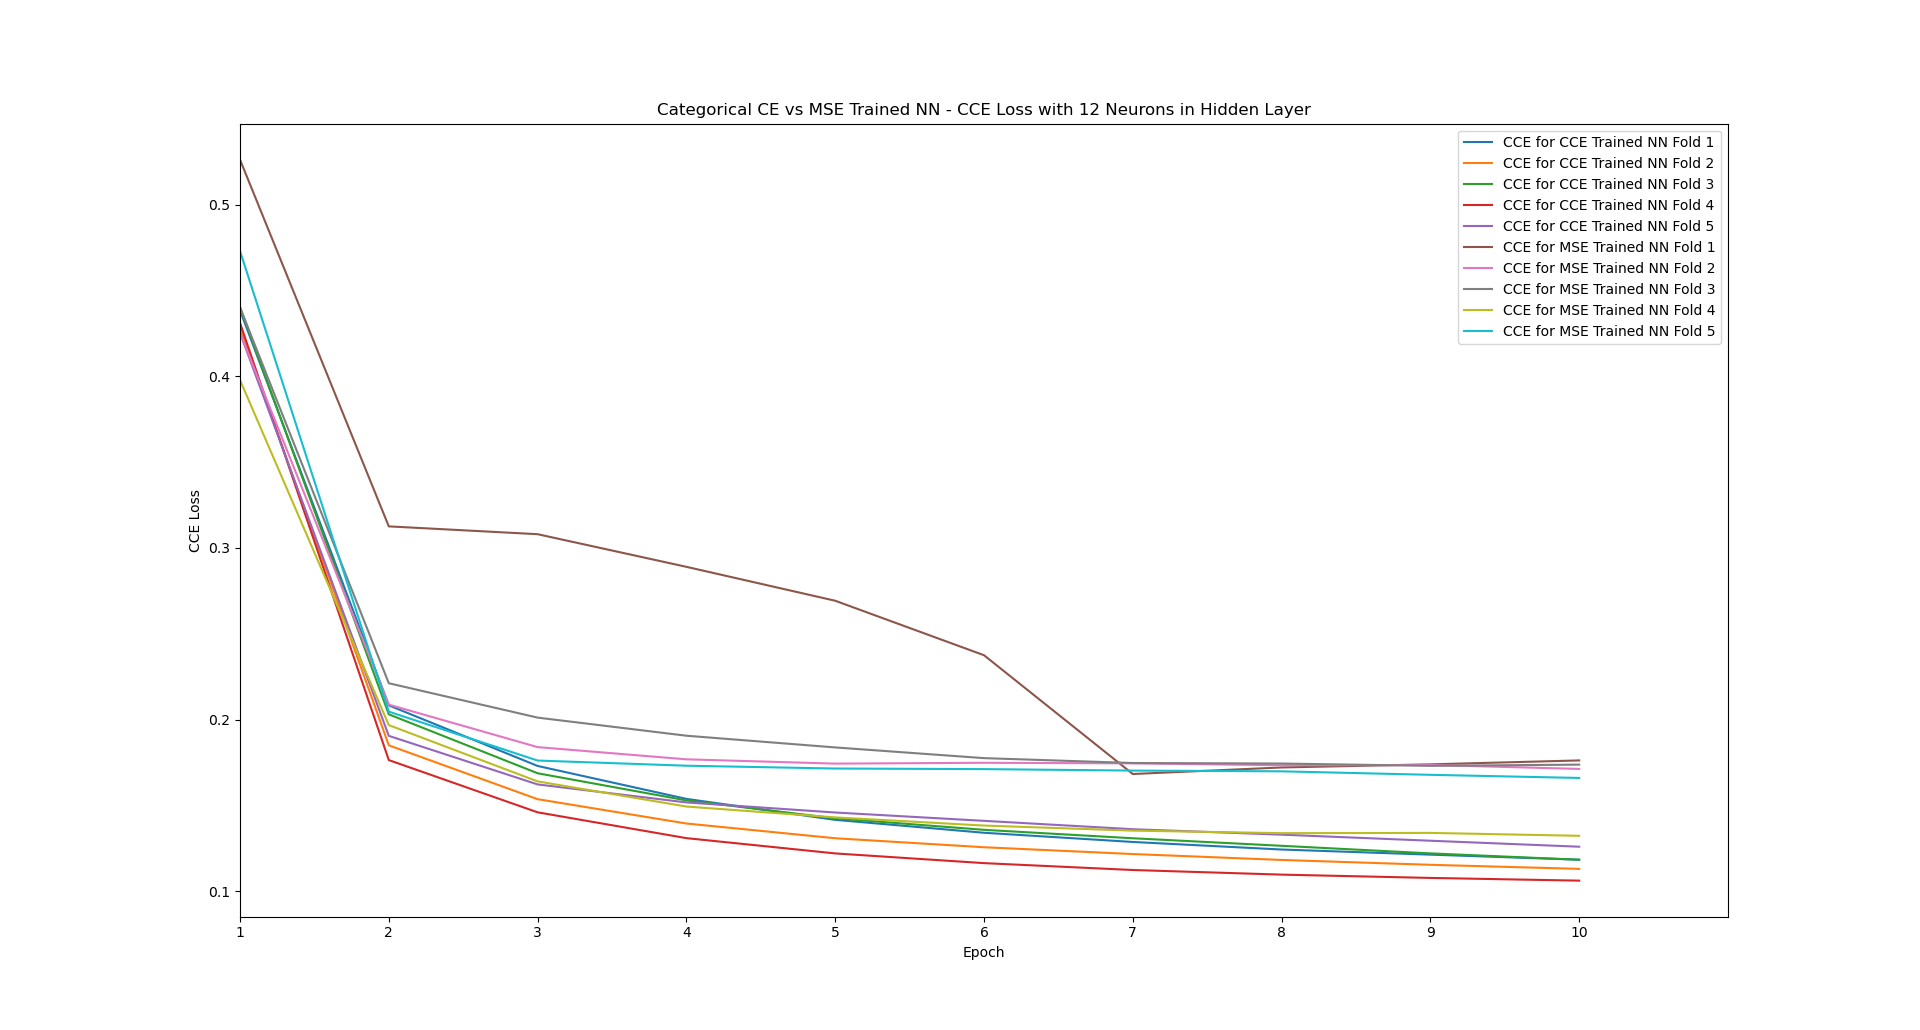 Categorical CE vs MSE Trained NN - CCE Loss with 12 Neurons in Hidden Layer
CCE for CCE Trained NN Fold 1
CCE for CCE Trained NN Fold 2
CCE for CCE Trained NN Fold 3
CCE for CCE Trained NN Fold 4
CCE for CCE Trained NN Fold 5
CCE for MSE Trained NN Fold 1
CCE for MSE Trained NN Fold 2
CCE for MSE Trained NN Fold 3
CCE for MSE Trained NN Fold 4
CCE for MSE Trained NN Fold 5
CCE Loss
0.5
0.4
0.3
0.2
0.1
1 2 3 4 5 6 7 8 9 10
Epoch